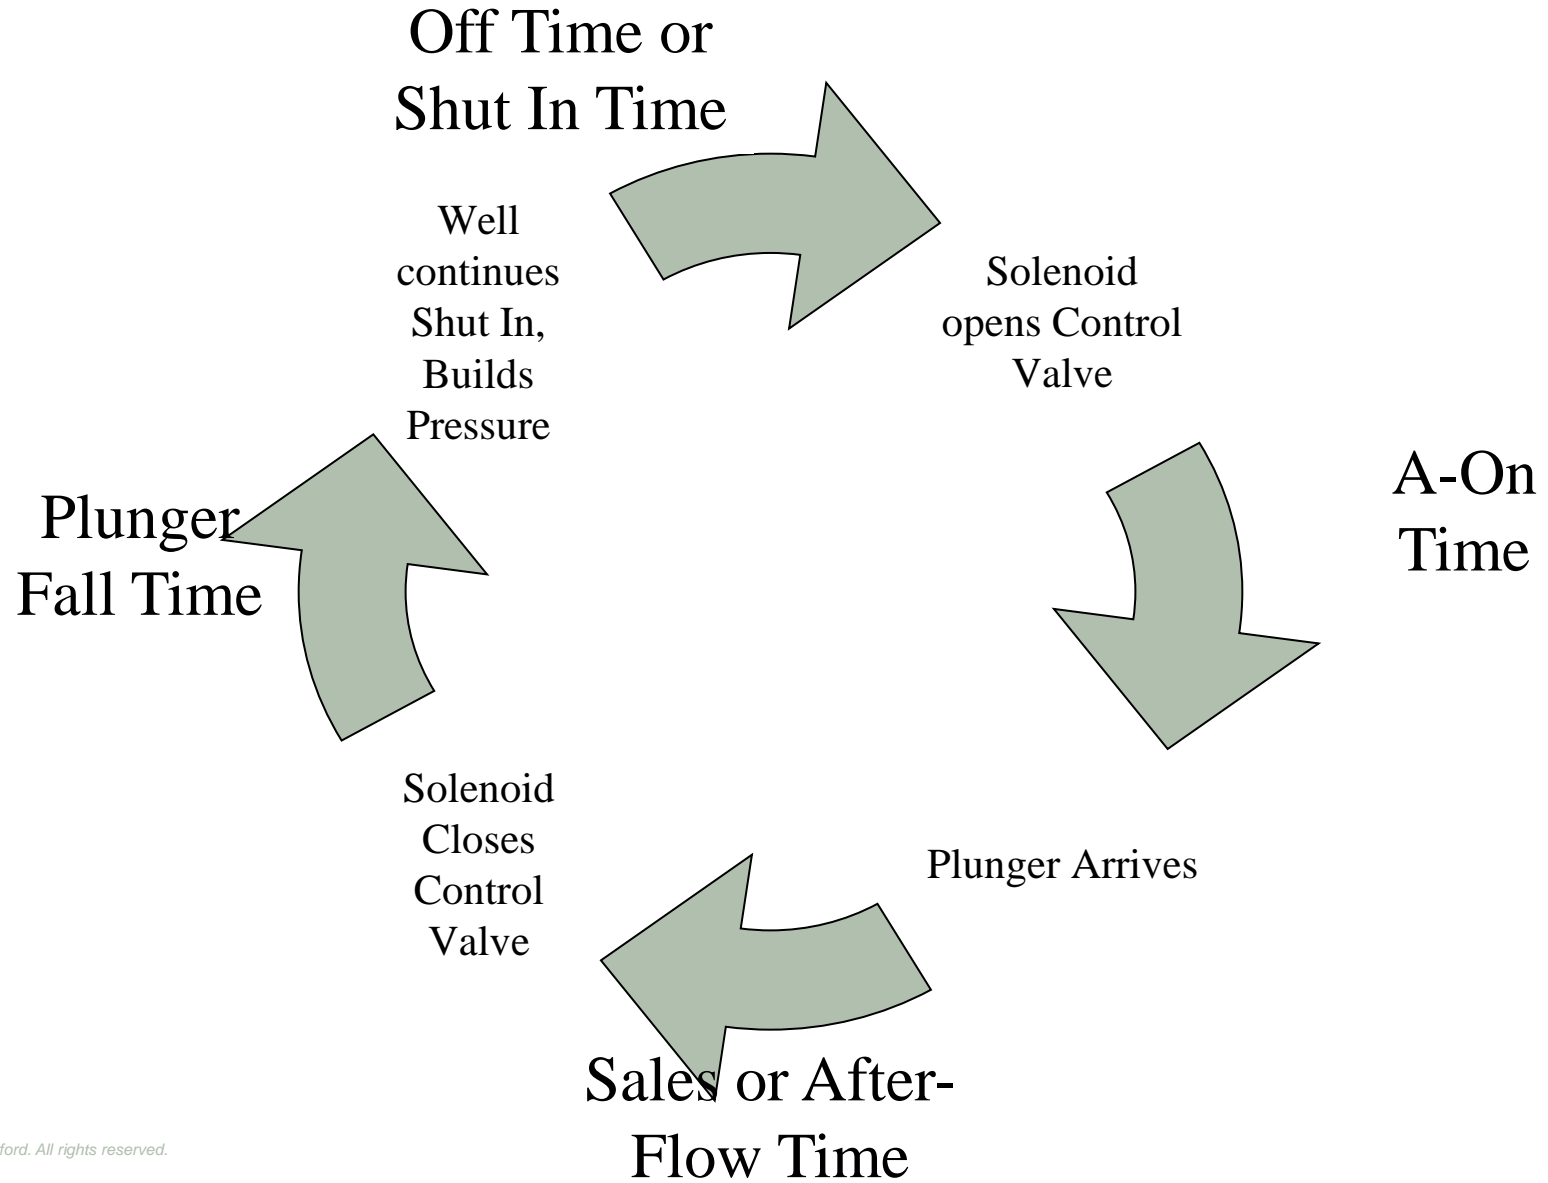 Off Time or
Shut In Time
Well
continues
Shut In,
Builds
Pressure
Solenoid
opens Control
Valve
A-On
Time
Plunger
Fall Time
Solenoid
Closes
Control
Valve
Plunger Arrives
Sales or After-
Flow Time
ford. All rights reserved.